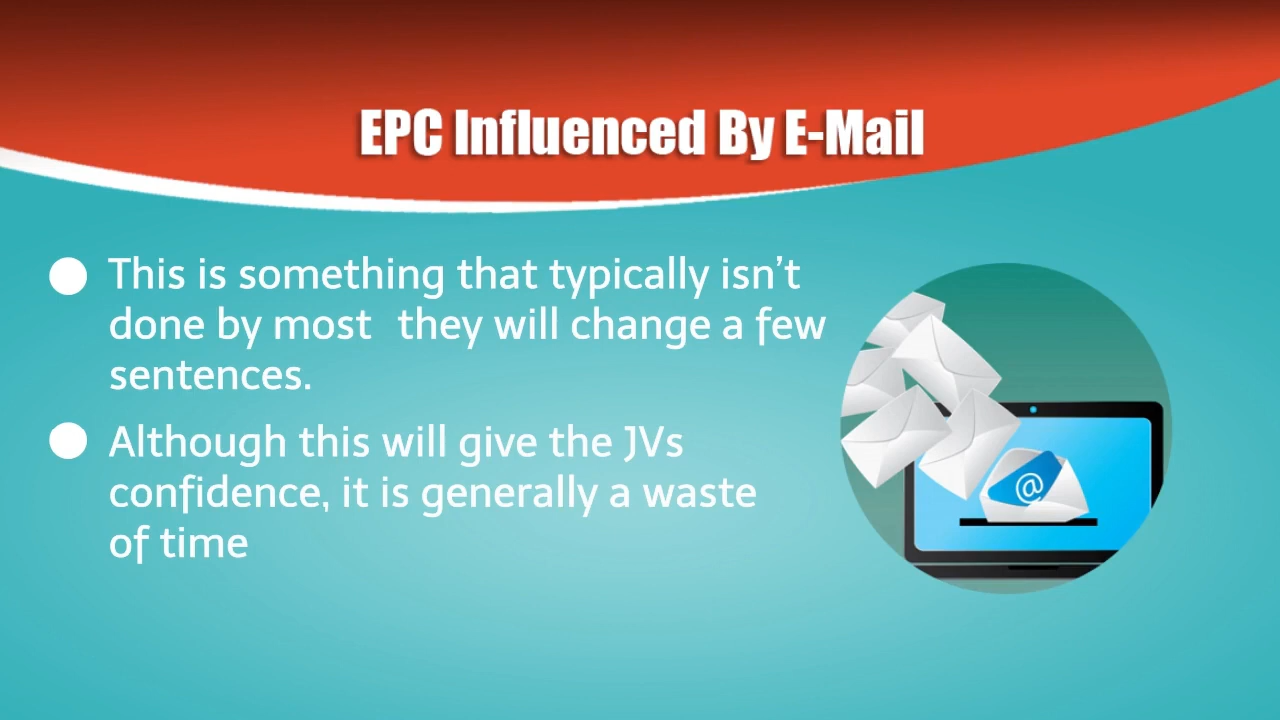 EPC Influenced By E-Mail
This is something that typically isn't
done by most they will change a few
sentences.
Although this will give the JVs
confidence, it is generally a waste
of time
@